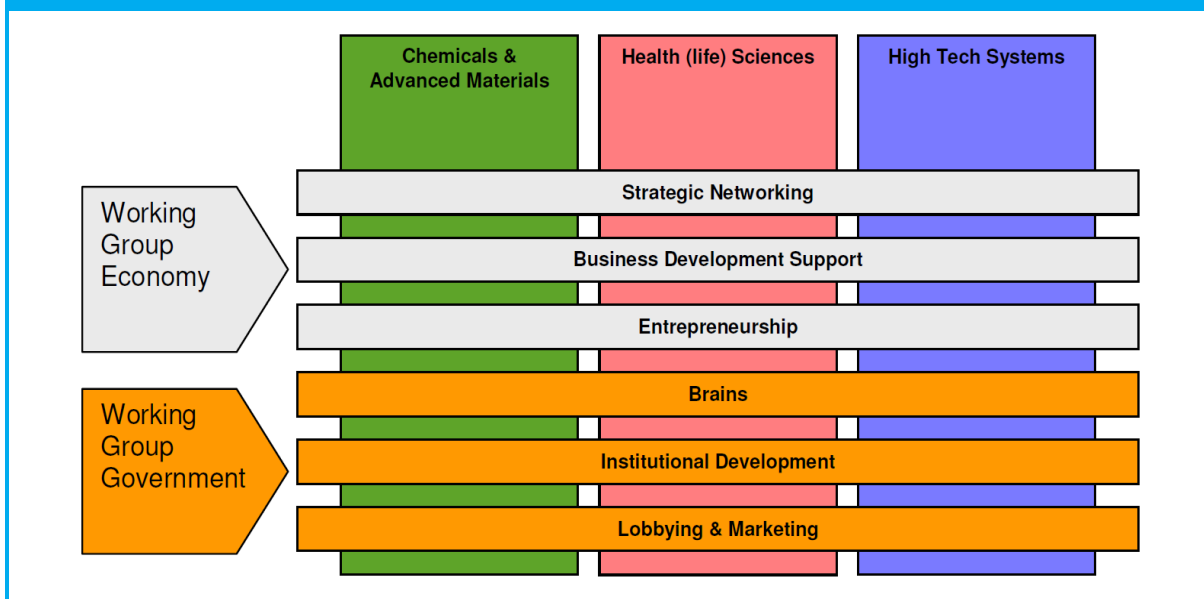 Chemicals &
Advanced Materials
Health (life) Sciences
High Tech Systems
Working
Group
Economy
Strategic Networking
Business Development Support
Entrepreneurship
Working
Group
Government
Brains
Institutional Development
Lobbying & Marketing